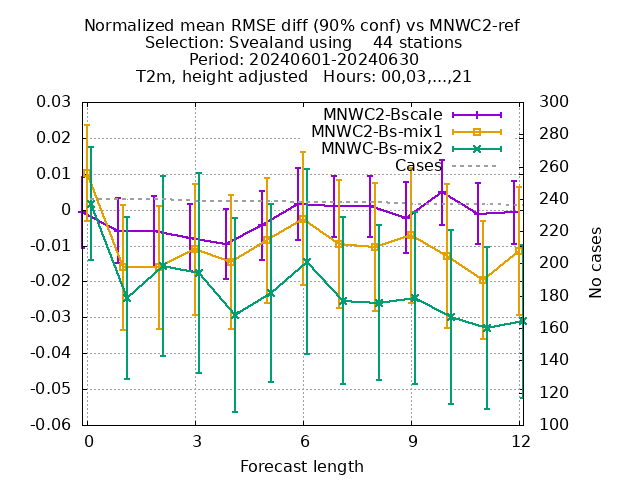 Normalized mean RMSE diff (90% conf) vs MNWC2-ref
Selection: Svealand using    44 stations
Period: 20240601-20240630
T2m, height adjusted   Hours: 00,03,...,21
MNWC2-Bscale
MNWC2-Bs-mix1
MNWC-Bs-mix2
Cases
0.03
0.02
0.01
0
-0.01
-0.02
-0.03
-0.04
-0.05
-0.06
300
280
260
240
220
200
180
160
140
120
100
No cases
0
3
6
9
12
Forecast length